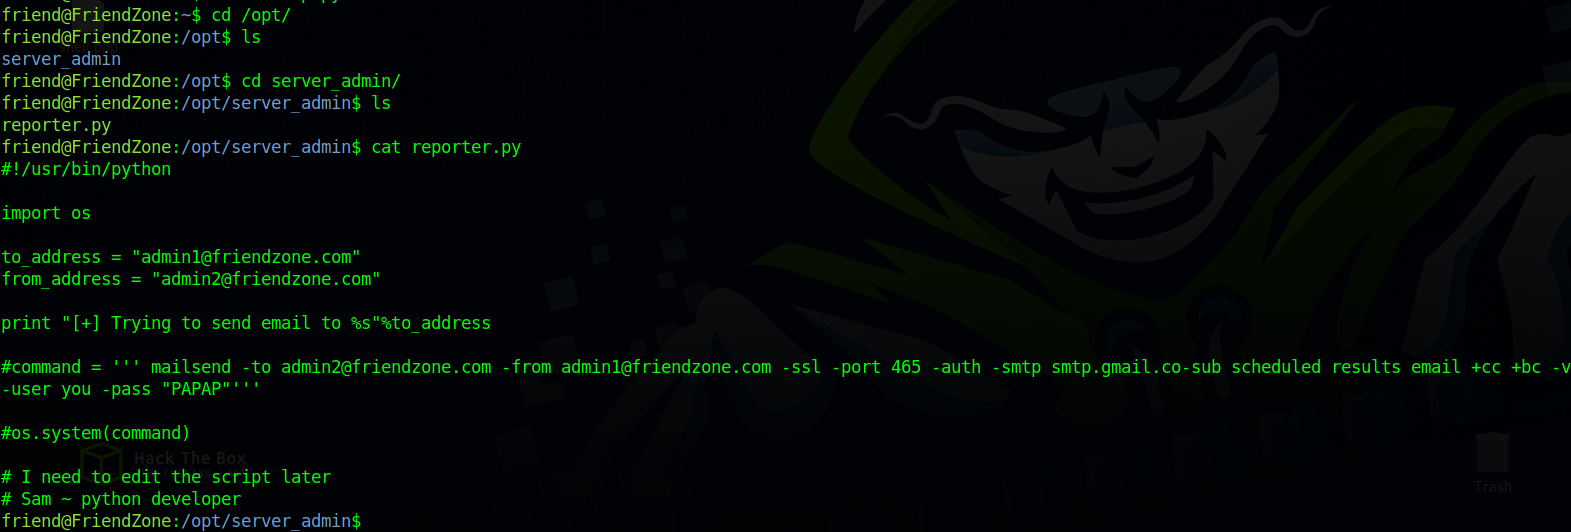 friend@FriendZone:~$ cd /opt/
friend@FriendZone:/opt$ ls
server_admin
friend@FriendZone:/opt$ cd server_admin/
friend@FriendZone:/opt/server_admin$ ls
reporter.py
friend@FriendZone:/opt/server_admin$ cat reporter.py
#!/usr/bin/python
import os
to_address = "admin1@friendzone.com"
from_address = "admin2@friendzone.com"
print "[+] Trying to send email to %s"%to_address
#command = ''' mailsend -to admin2@friendzone.com -from admin1@friendzone.com -ssl -port 465 -auth -smtp smtp.gmail.co-sub scheduled results email +cc +bc -v
-user you -pass "PAPAP"'''
#os.system(command)
Hack The Box
# I need to edit the script later
# Sam ~ python developer
Trash
friend@FriendZone:/opt/server_admin$